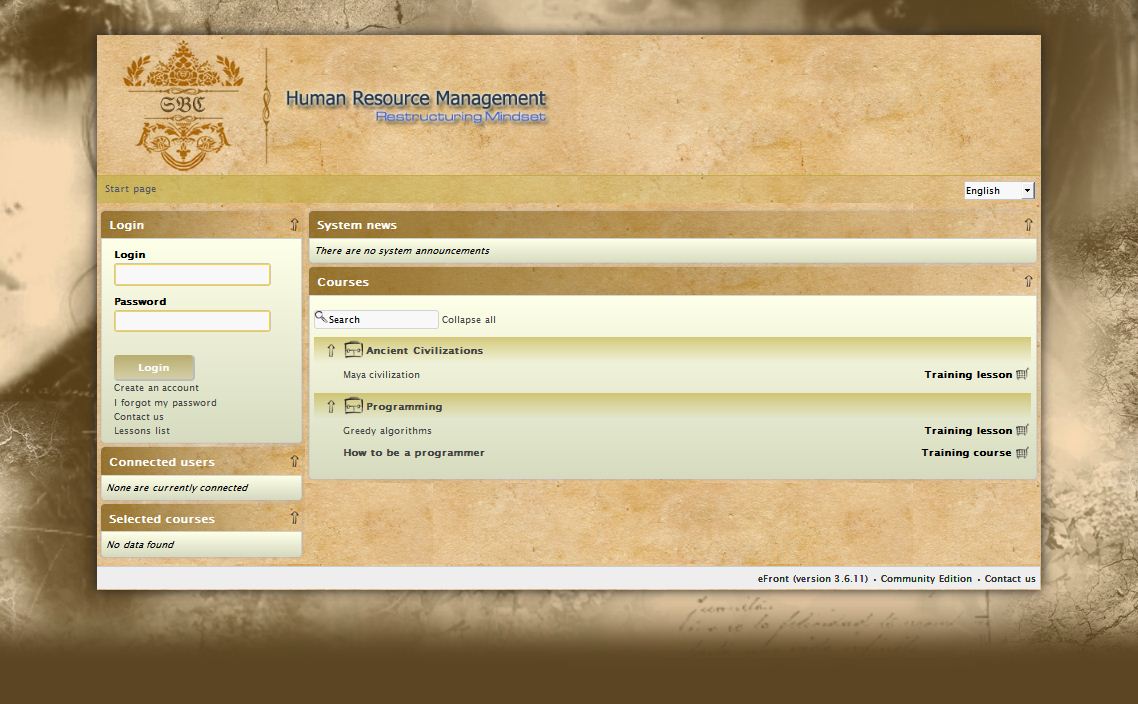 SBC
Human Resource Management
Restructuring Mindset
Start page
English
Login
Login
Password
Login
Create an account
I forgot my password
Contact us
Lessons list
Connected users
None are currently connected
Selected courses
No data found
System news
There are no system announcements
Courses
Search Collapse all
Ancient Civilizations
Maya civilization Training lesson
Programming
Greedy algorithms Training lesson
How to be a programmer Training course
eFront (version 3.6.11) • Community Edition • Contact us